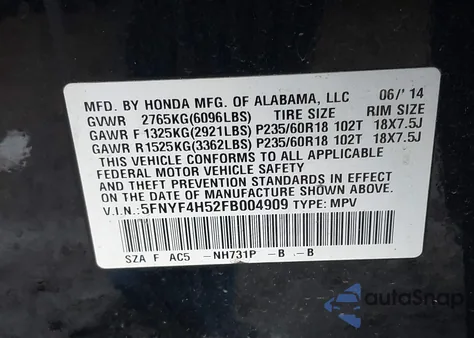 MFD. BY HONDA MFG. OF ALABAMA, LLC 06/'14
GVWR 2765KG(6096LBS) TIRE SIZE RIM SIZE
GAWR F 1325KG(2921LBS) P235/60R18 102T 18X7.5J
GAWR R1525KG(3362LBS) P235/60R18 102T 18X7.5J
THIS VEHICLE CONFORMS TO ALL APPLICABLE
FEDERAL MOTOR VEHICLE SAFETY
AND THEFT PREVENTION STANDARDS IN EFFECT
ON THE DATE OF MANUFACTURE SHOWN ABOVE.
V.I.N.: 5FNYF4H52FB004909 TYPE: MPV
SZA F AC5 -NH731P -B .-B
autoSnap